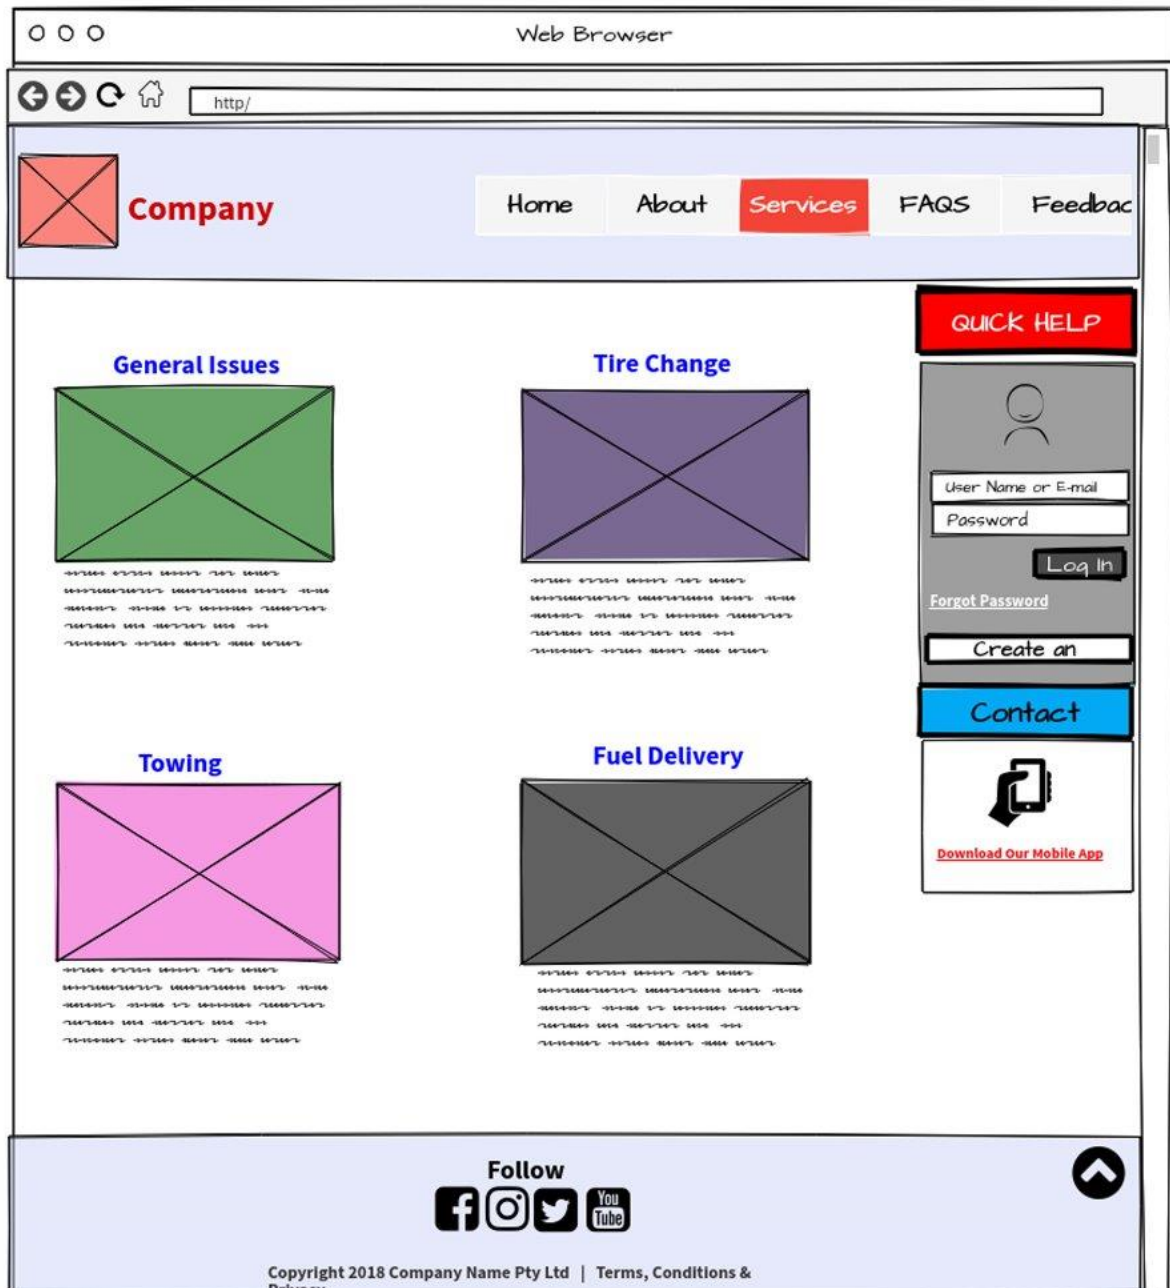 Web Browser
http/
Company
Home About Services FAQS Feedbac
QUICK HELP
General Issues
Tire Change
User Name or E-mail
Password
Log In
Forgot Password
Create an
Contact
Towing
Fuel Delivery
Download Our Mobile App
Follow
You
Tube
Copyright 2018 Company Name Pty Ltd | Terms, Conditions &
Privacy